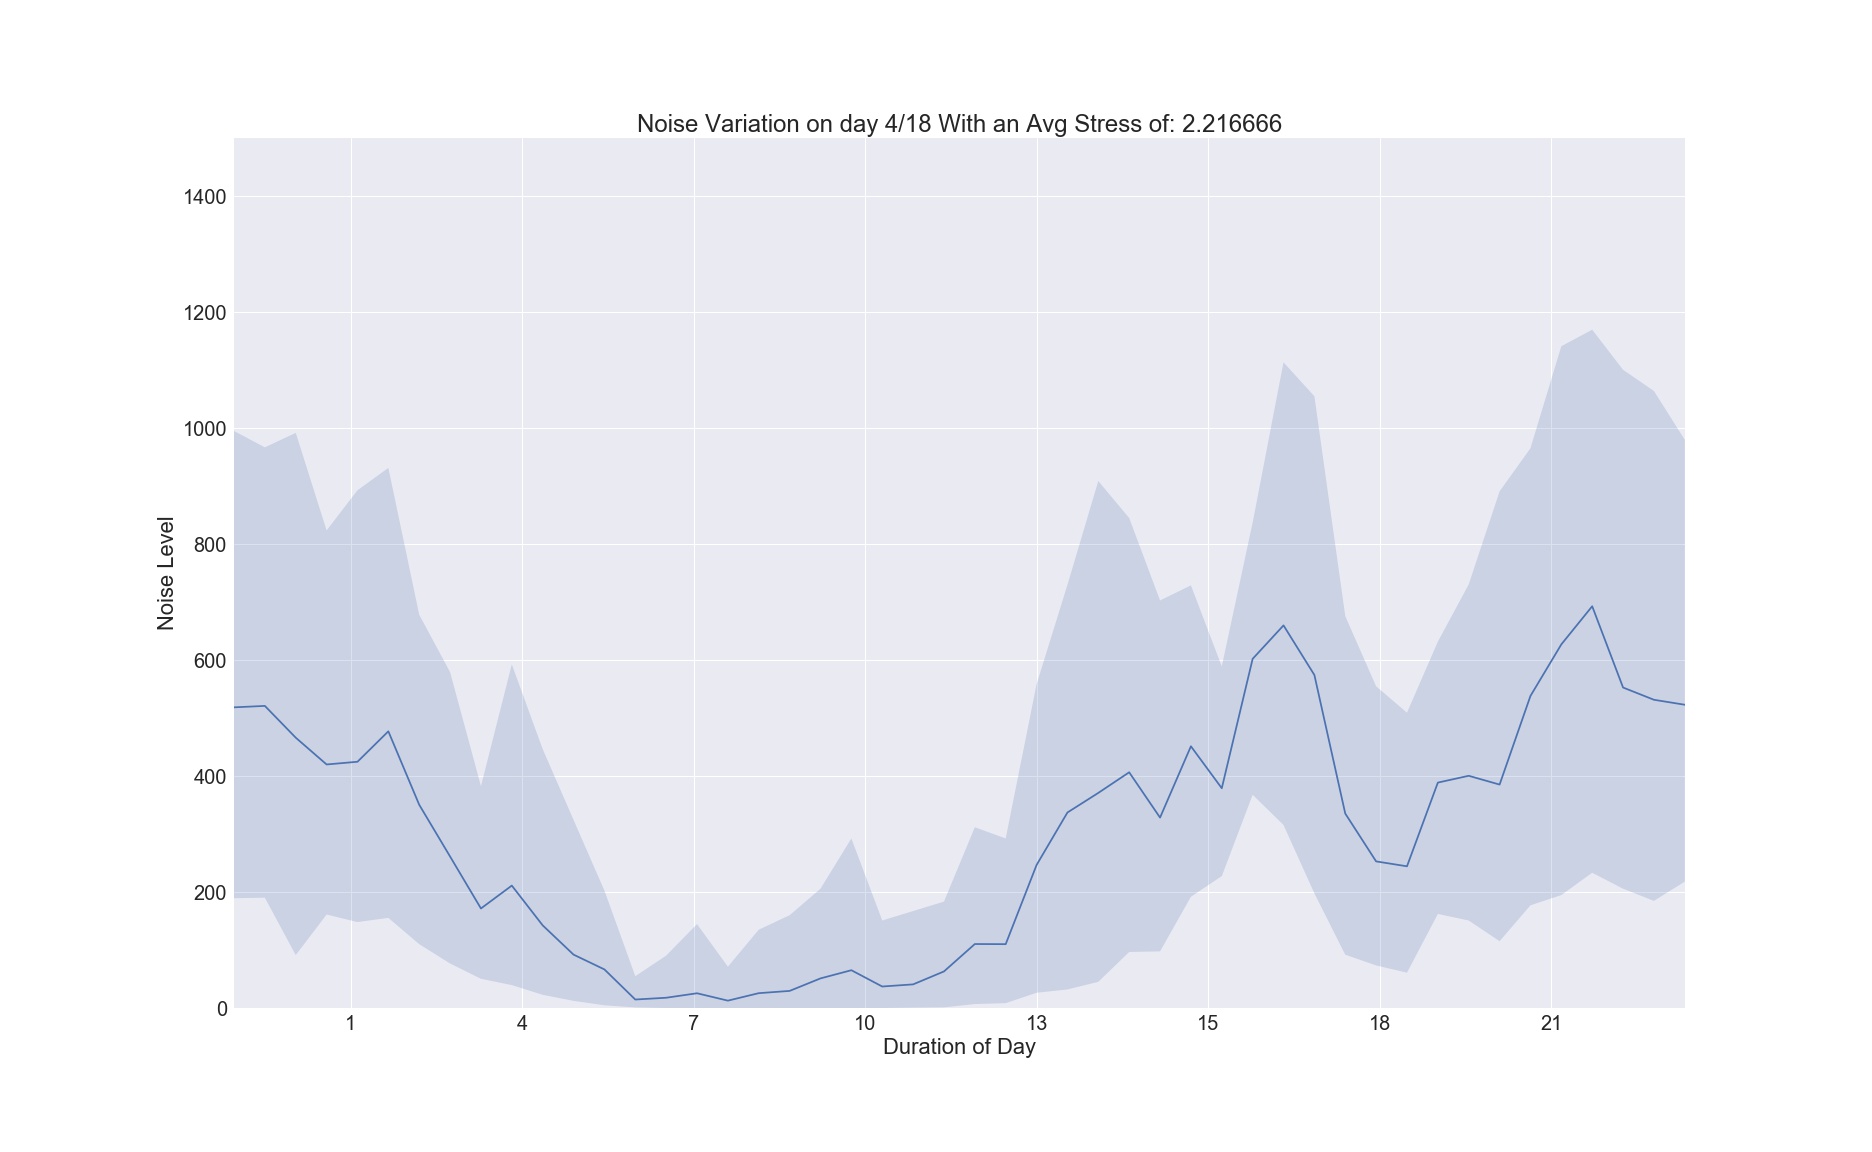 Noise Variation on day 4/18 With an Avg Stress of: 2.216666
1400
1200
1000
800
600
400
200
0
Noise Level
1 4 7 10 13 15 18 21
Duration of Day